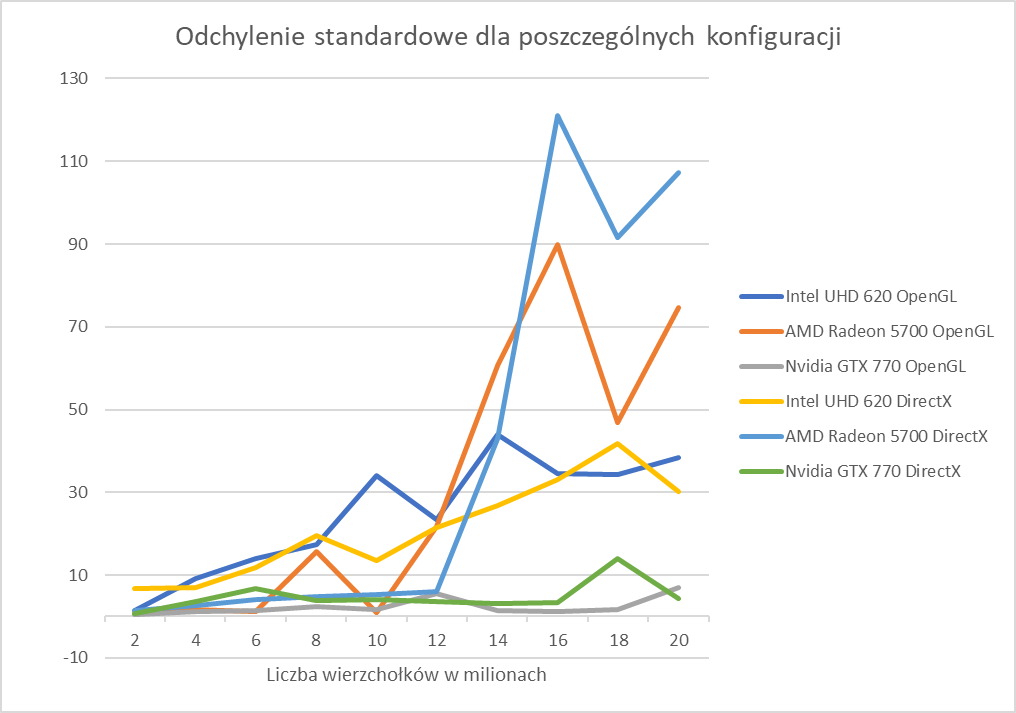 Odchylenie standardowe dla poszczególnych konfiguracji
130
110
90
70
50
30
10
-10
2 4 6 8 10 12 14 16 18 20
Liczba wierzchołków w milionach
Intel UHD 620 OpenGL
AMD Radeon 5700 OpenGL
Nvidia GTX 770 OpenGL
Intel UHD 620 DirectX
AMD Radeon 5700 DirectX
Nvidia GTX 770 DirectX